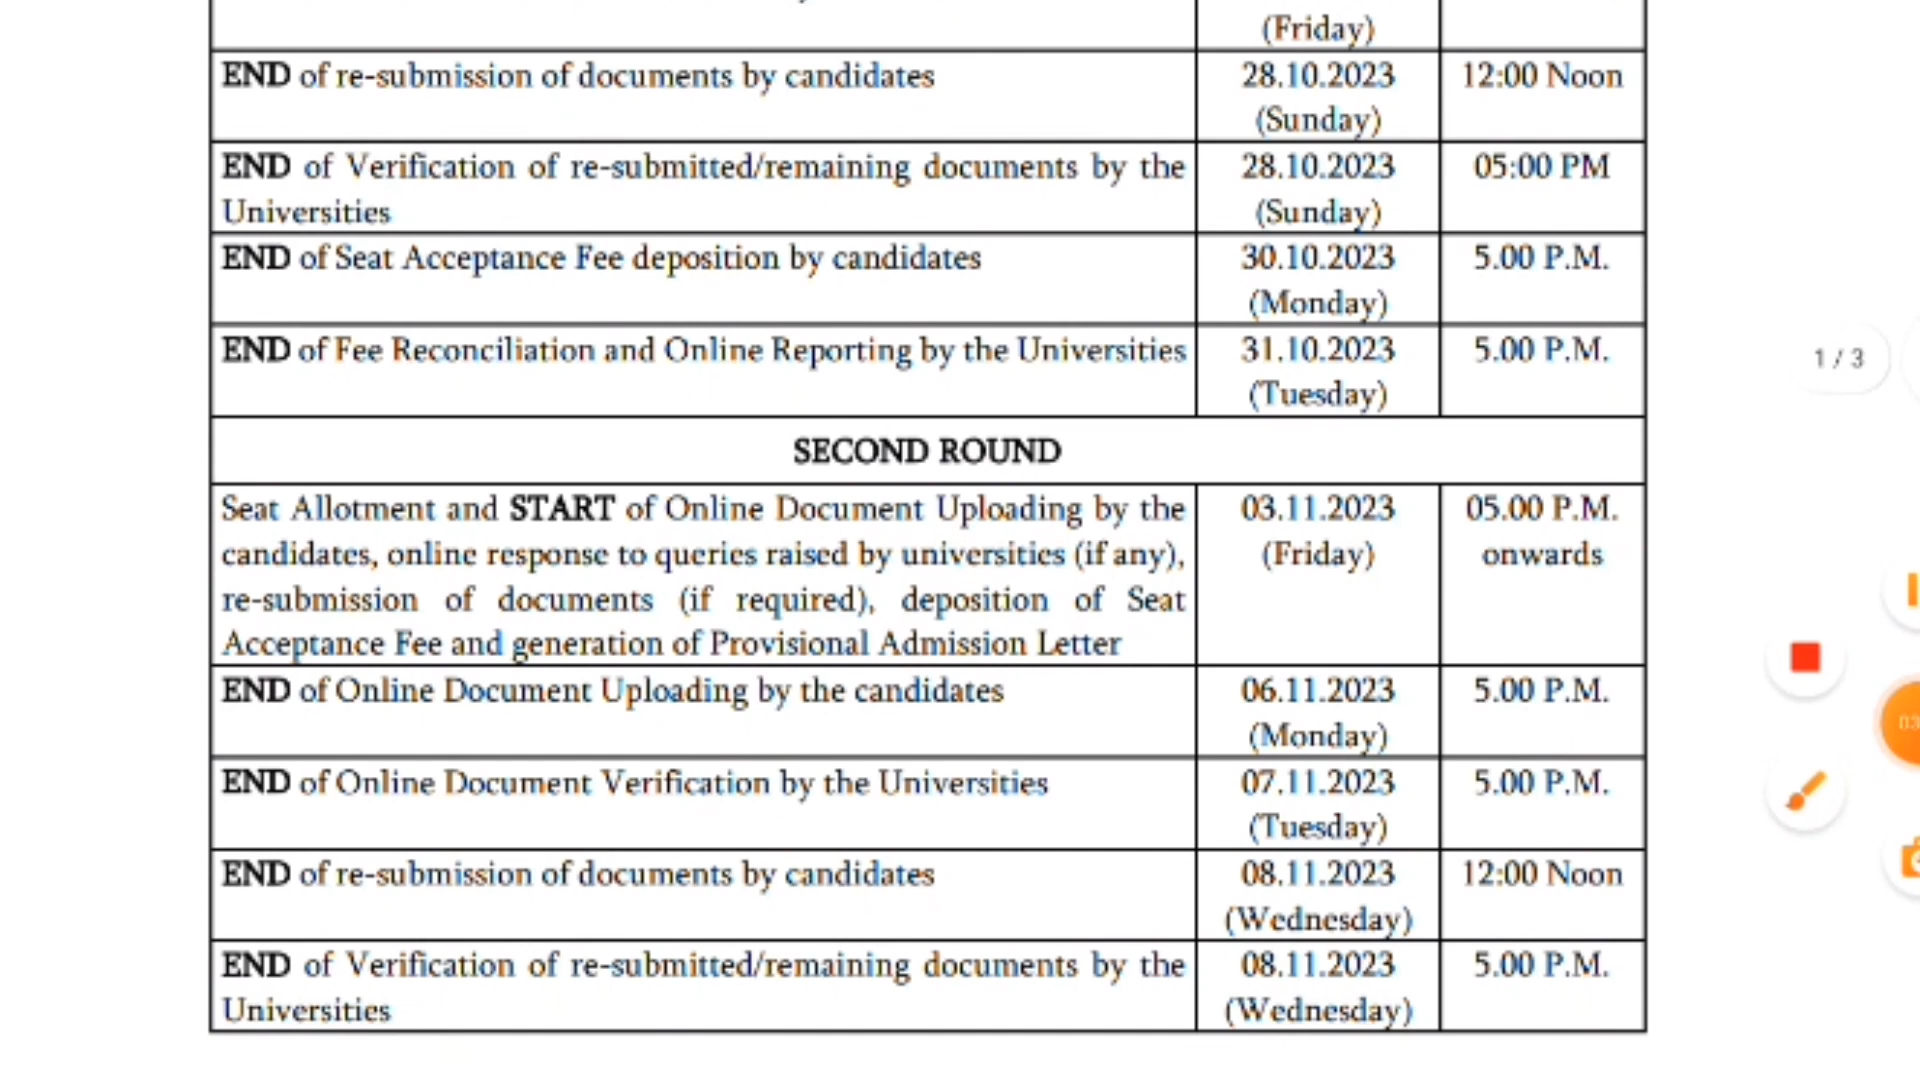 (Friday)
END of re-submission of documents by candidates 28.10.2023 12:00 Noon
(Sunday)
END of Verification of re-submitted/remaining documents by the 28.10.2023 05:00 PM
Universities (Sunday)
END of Seat Acceptance Fee deposition by candidates 30.10.2023 5.00 P.M.
(Monday)
END of Fee Reconciliation and Online Reporting by the Universities 31.10.2023 5.00 P.M.
(Tuesday)
1 / 3
SECOND ROUND
Seat Allotment and START of Online Document Uploading by the 03.11.2023 05.00 P.M.
candidates, online response to queries raised by universities (if any), (Friday) onwards
re-submission of documents (if required), deposition of Seat
Acceptance Fee and generation of Provisional Admission Letter
END of Online Document Uploading by the candidates 06.11.2023 5.00 P.M.
(Monday)
END of Online Document Verification by the Universities 07.11.2023 5.00 P.M.
(Tuesday)
END of re-submission of documents by candidates 08.11.2023 12:00 Noon
(Wednesday)
END of Verification of re-submitted/remaining documents by the 08.11.2023 5.00 P.M.
Universities (Wednesday)